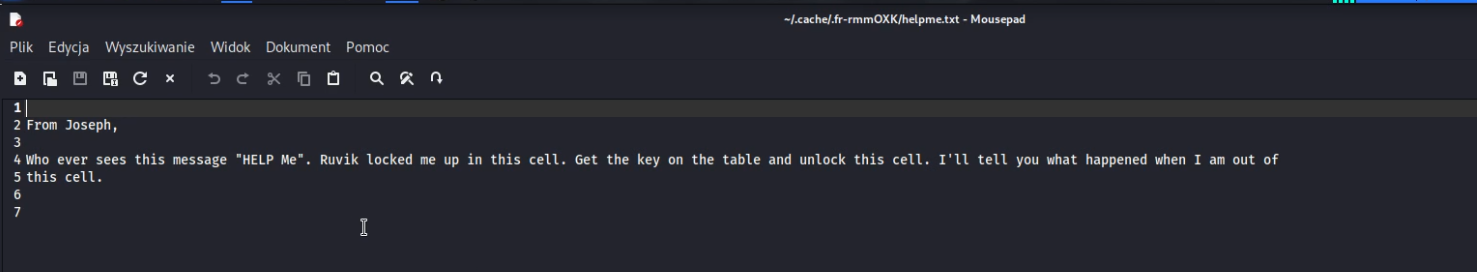 ~/.cache/.fr-rmmOXK/helpme.txt - Mousepad
Plik Edycja Wyszukiwanie Widok Dokument Pomoc
1
2 From Joseph,
3
4 Who ever sees this message "HELP Me". Ruvik locked me up in this cell. Get the key on the table and unlock this cell. I'll tell you what happened when I am out of
5 this cell.
6
7